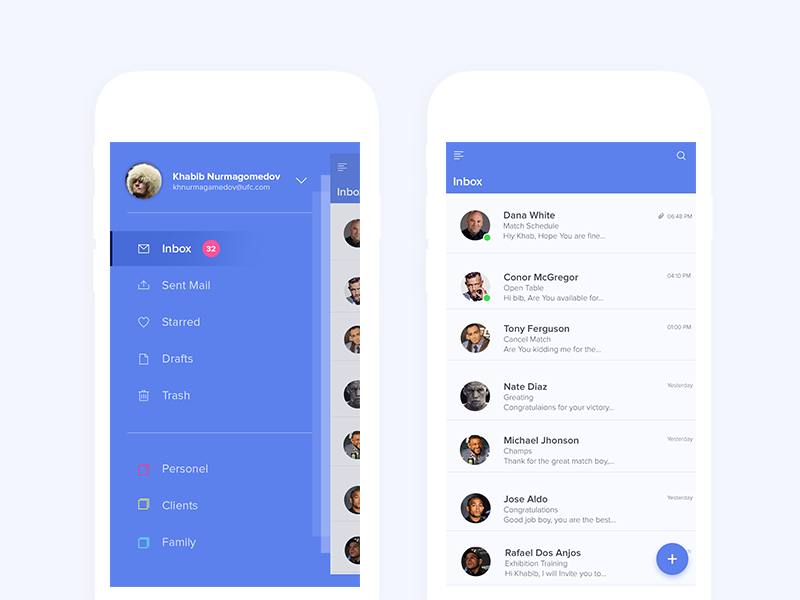 Khabib Nurmagomedov
khnurmagamedov@ufc.com
Inbox 32
Sent Mail
Starred
Drafts
Trash
Personel
Clients
Family
Inbo
Inbox
Dana White 06:48 PM
Match Schedule
Hiy Khab, Hope You are fine...
Conor McGregor 04:10 PM
Open Table
Hi bib, Are You available for...
Tony Ferguson 01:00 PM
Cancel Match
Are You kidding me for the...
Nate Diaz Yesterday
Greating
Congratulaions for your victory...
Michael Jhonson Yesterday
Champs
Thank for the great match boy,...
Jose Aldo Yesterday
Congratulations
Good job boy, you are the best...
Rafael Dos Anjos
Exhibition Training
Hi Khabib, I will Invite you to...